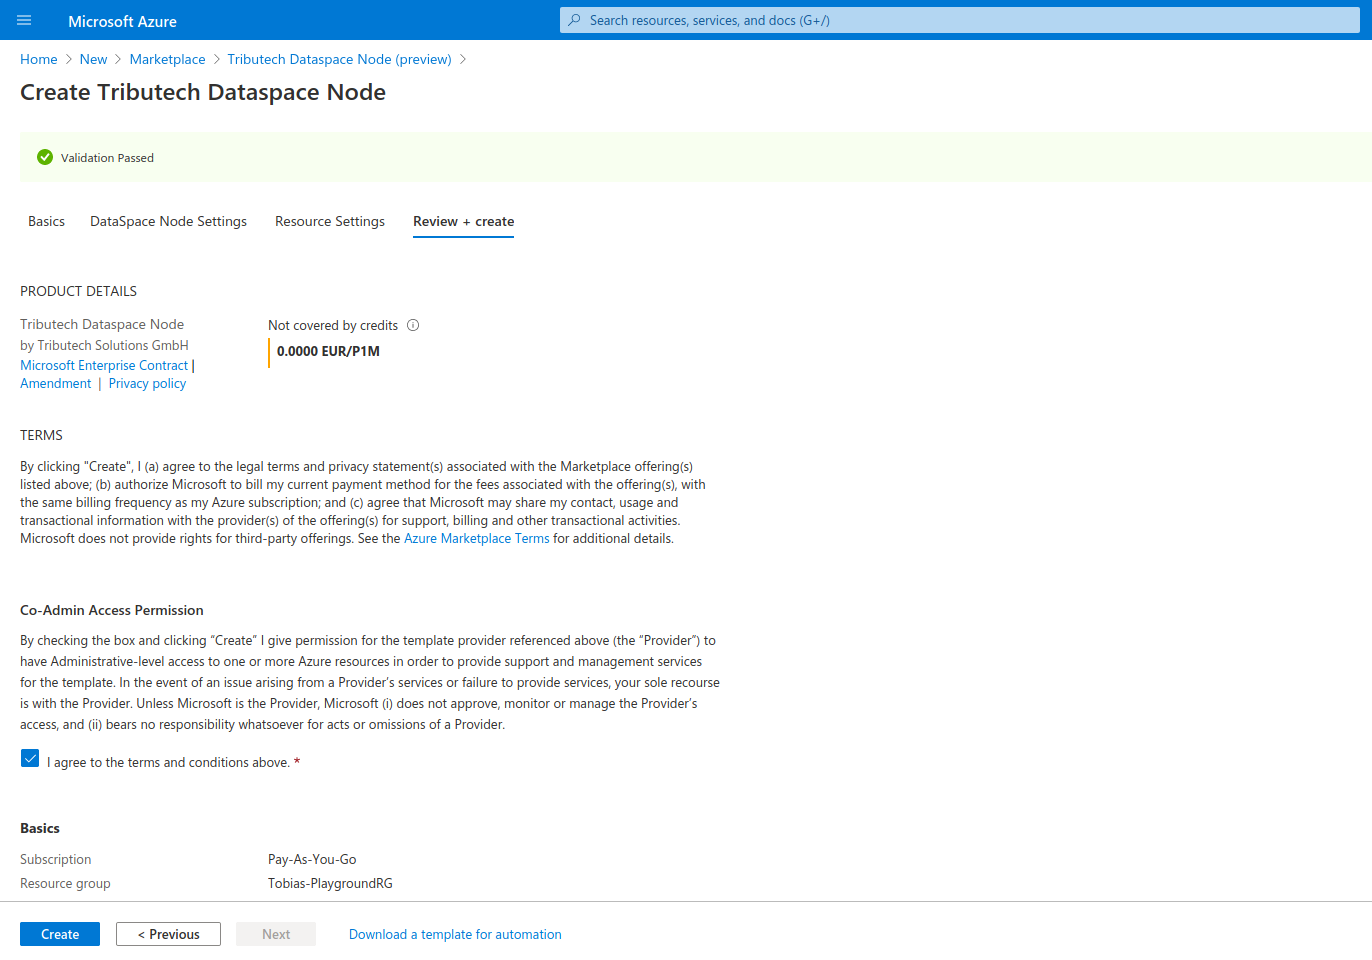 Microsoft Azure
Search resources, services, and docs (G+/)
Home > New > Marketplace > Tributech Dataspace Node (preview) >
Create Tributech Dataspace Node
Validation Passed
Basics DataSpace Node Settings Resource Settings Review + create
PRODUCT DETAILS
Tributech Dataspace Node
by Tributech Solutions GmbH
Microsoft Enterprise Contract |
Amendment | Privacy policy
Not covered by credits
0.0000 EUR/P1M
TERMS
By clicking "Create", I (a) agree to the legal terms and privacy statement(s) associated with the Marketplace offering(s)
listed above; (b) authorize Microsoft to bill my current payment method for the fees associated with the offering(s), with
the same billing frequency as my Azure subscription; and (c) agree that Microsoft may share my contact, usage and
transactional information with the provider(s) of the offering(s) for support, billing and other transactional activities.
Microsoft does not provide rights for third-party offerings. See the Azure Marketplace Terms for additional details.
Co-Admin Access Permission
By checking the box and clicking “Create” I give permission for the template provider referenced above (the “Provider”) to
have Administrative-level access to one or more Azure resources in order to provide support and management services
for the template. In the event of an issue arising from a Provider’s services or failure to provide services, your sole recourse
is with the Provider. Unless Microsoft is the Provider, Microsoft (i) does not approve, monitor or manage the Provider’s
access, and (ii) bears no responsibility whatsoever for acts or omissions of a Provider.
I agree to the terms and conditions above. *
Basics
Subscription Pay-As-You-Go
Resource group Tobias-PlaygroundRG
Create < Previous Next Download a template for automation